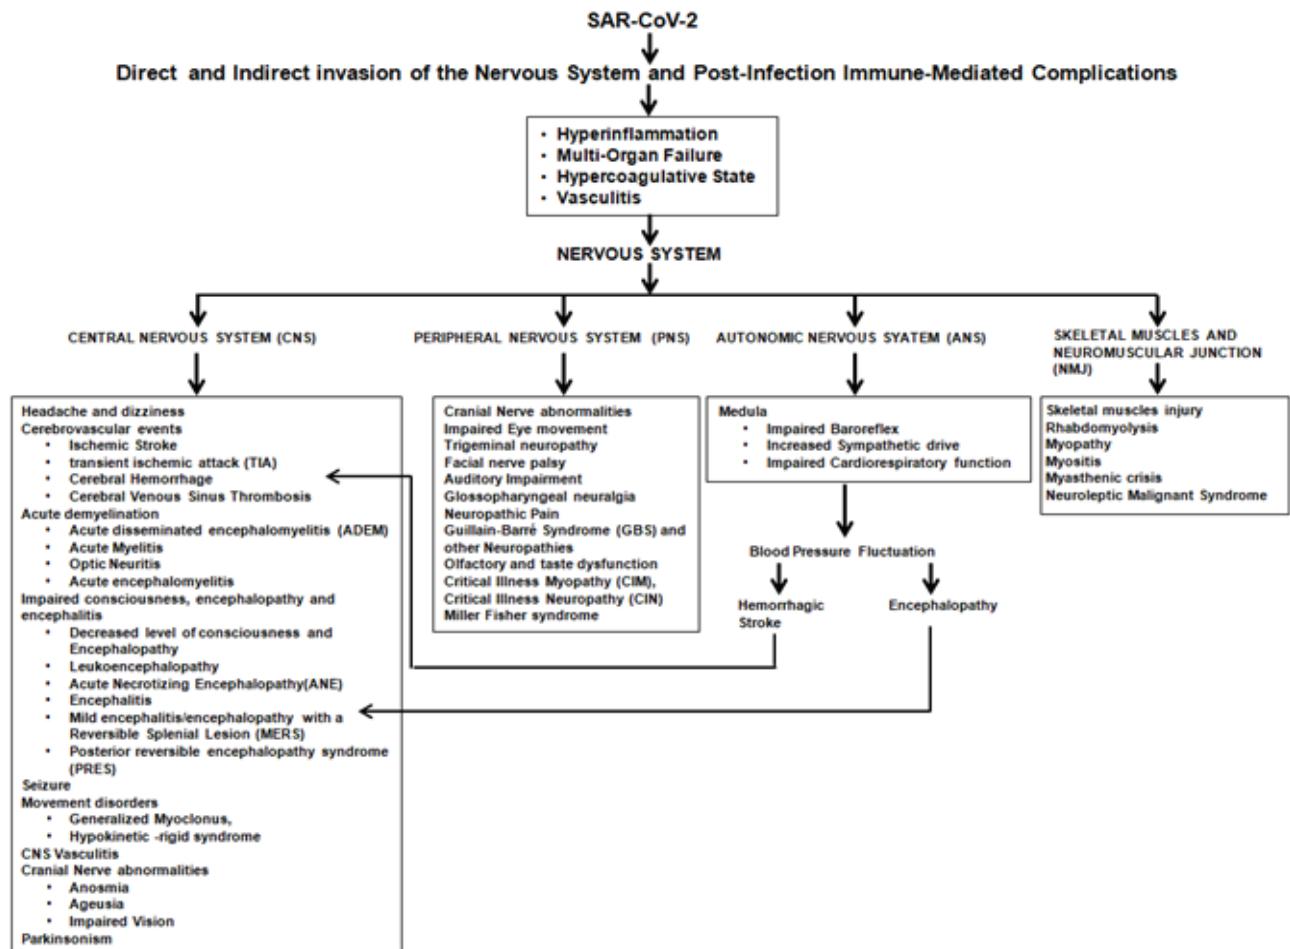 SAR-CoV-2
Direct and Indirect invasion of the Nervous System and Post-Infection Immune-Mediated Complications
• Hyperinflammation
• Multi-Organ Failure
• Hypercoagulative State
• Vasculitis
NERVOUS SYSTEM
CENTRAL NERVOUS SYSTEM (CNS)
Headache and dizziness
Cerebrovascular events
• Ischemic Stroke
• transient ischemic attack (TIA)
• Cerebral Hemorrhage
• Cerebral Venous Sinus Thrombosis
Acute demyelination
• Acute disseminated encephalomyelitis (ADEM)
• Acute Myelitis
• Optic Neuritis
• Acute encephalomyelitis
Impaired consciousness, encephalopathy and
encephalitis
• Decreased level of consciousness and
Encephalopathy
• Leukoencephalopathy
• Acute Necrotizing Encephalopathy(ANE)
• Encephalitis
• Mild encephalitis/encephalopathy with a
Reversible Splenial Lesion (MERS)
• Posterior reversible encephalopathy syndrome
(PRES)
Seizure
Movement disorders
• Generalized Myoclonus,
• Hypokinetic -rigid syndrome
CNS Vasculitis
Cranial Nerve abnormalities
• Anosmia
• Ageusia
• Impaired Vision
Parkinsonism
PERIPHERAL NERVOUS SYSTEM (PNS)
Cranial Nerve abnormalities
Impaired Eye movement
Trigeminal neuropathy
Facial nerve palsy
Auditory Impairment
Glossopharyngeal neuralgia
Neuropathic Pain
Guillain-Barré Syndrome (GBS) and
other Neuropathies
Olfactory and taste dysfunction
Critical Illness Myopathy (CIM),
Critical Illness Neuropathy (CIN)
Miller Fisher syndrome
AUTONOMIC NERVOUS SYATEM (ANS)
Medula
• Impaired Baroreflex
• Increased Sympathetic drive
• Impaired Cardiorespiratory function
Blood Pressure Fluctuation
Hemorrhagic
Stroke
Encephalopathy
SKELETAL MUSCLES AND
NEUROMUSCULAR JUNCTION
(NMJ)
Skeletal muscles injury
Rhabdomyolysis
Myopathy
Myositis
Myasthenic crisis
Neuroleptic Malignant Syndrome